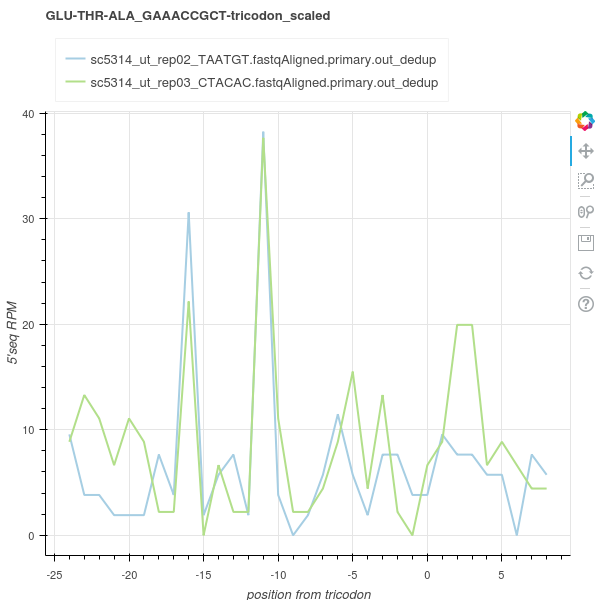 GLU-THR-ALA_GAAACCGCT-tricodon_scaled
sc5314_ut_rep02_TAATGT.fastqAligned.primary.out_dedup
sc5314_ut_rep03_CTACAC.fastqAligned.primary.out_dedup
40
30
20
10
0
5'seq RPM
-25 -20 -15 -10 -5 0 5
position from tricodon